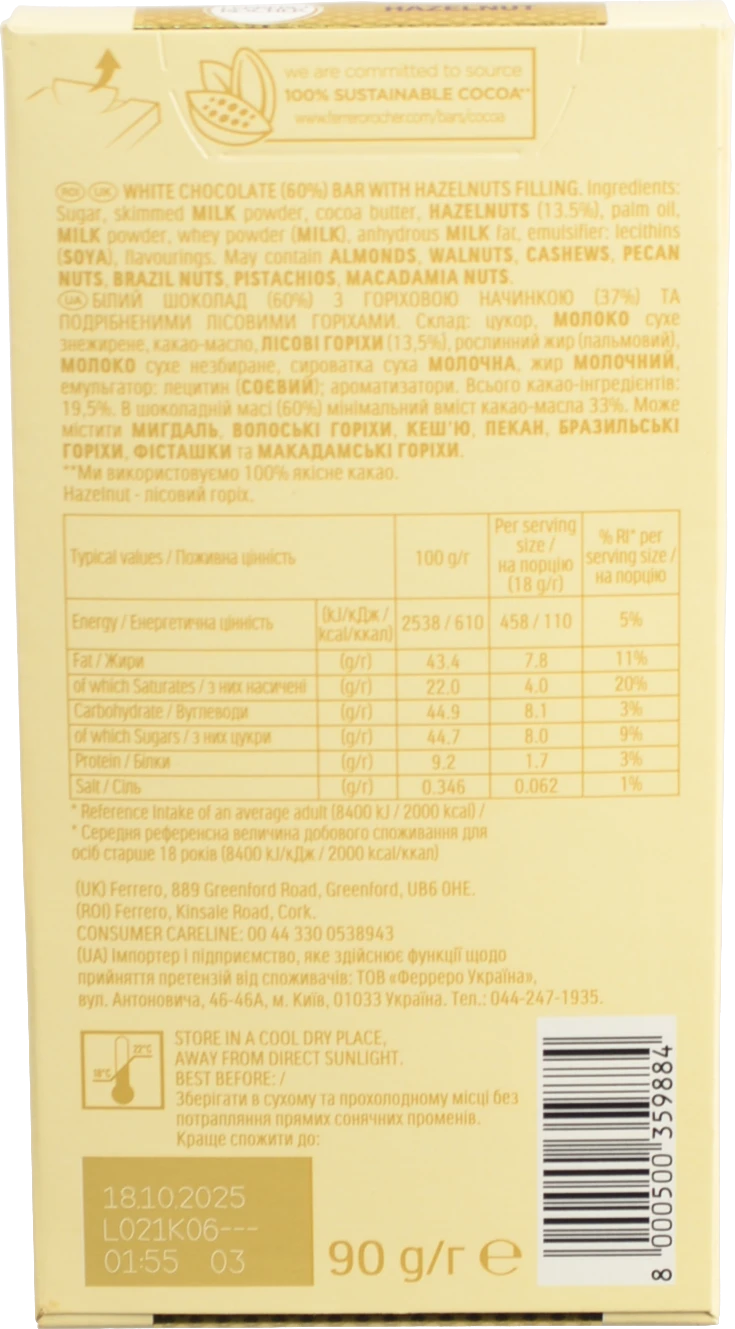 HAZELNUT
we are committed to source
100% SUSTAINABLE COCOA**
www.ferrerorocher.com/bars/cocoa
ROI UK WHITE CHOCOLATE (60%) BAR WITH HAZELNUTS FILLING. Ingredients:
Sugar, skimmed MILK powder, cocoa butter, HAZELNUTS (13.5%), palm oil,
MILK powder, whey powder (MILK), anhydrous MILK fat, emulsifier: lecithins
(SOYA), flavourings. May contain ALMONDS, WALNUTS, CASHEWS, PECAN
NUTS, BRAZIL NUTS, PISTACHIOS, MACADAMIA NUTS.
UA БІЛИЙ ШОКОЛАД (60%) З ГОРІХОВОЮ НАЧИНКОЮ (37%) ТА
ПОДРІБНЕНИМИ ЛІСОВИМИ ГОРІХАМИ. Склад: цукор, МОЛОКО сухе
знежирене, какао-масло, ЛІСОВІ ГОРІХИ (13,5%), рослинний жир (пальмовий),
МОЛОКО сухе незбиране, сироватка суха МОЛОЧНА, жир МОЛОЧНИЙ,
емульгатор: лецитин (СОЄВИЙ); ароматизатори. Всього какао-інгредієнтів:
19,5%. В шоколадній масі (60%) мінімальний вміст какао-масла 33%. Може
містити МИГДАЛЬ, ВОЛОСЬКІ ГОРІХИ, КЕШ'Ю, ПЕКАН, БРАЗИЛЬСЬКІ
ГОРІХИ, ФІСТАШКИ та МАКАДАМСЬКІ ГОРІХИ.
**Ми використовуємо 100% якісне какао.
Hazelnut - лісовий горіх.
Typical values / Поживна цінність 100 g/г Per serving size / на порцію (18 g/г) % RI* per serving size / на порцію
Energy / Енергетична цінність (kJ/кДж / kcal/ккал) 2538 / 610 458 / 110 5%
Fat / Жири (g/г) 43.4 7.8 11%
of which Saturates / з них насичені (g/г) 22.0 4.0 20%
Carbohydrate / Вуглеводи (g/г) 44.9 8.1 3%
of which Sugars / з них цукри (g/г) 44.7 8.0 9%
Protein / Білки (g/г) 9.2 1.7 3%
Salt / Сіль (g/г) 0.346 0.062 1%
* Reference Intake of an average adult (8400 kJ / 2000 kcal) /
* Середня референсна величина добового споживання для
осіб старше 18 років (8400 kJ/кДж / 2000 kcal/ккал)
(UK) Ferrero, 889 Greenford Road, Greenford, UB6 0HE.
(ROI) Ferrero, Kinsale Road, Cork.
CONSUMER CARELINE: 00 44 330 0538943
(UA) Імпортер і підприємство, яке здійснює функції щодо
прийняття претензій від споживачів: ТОВ «Ферреро Україна»,
вул. Антоновича, 46-46А, м. Київ, 01033 Україна. Тел.: 044-247-1935.
18°C 22°C
STORE IN A COOL DRY PLACE,
AWAY FROM DIRECT SUNLIGHT.
BEST BEFORE: /
Зберігати в сухому та прохолодному місці без
потрапляння прямих сонячних променів.
Краще спожити до:
18.10.2025
L021K06---
01:55 03
90 g/г e
8 000500 359884